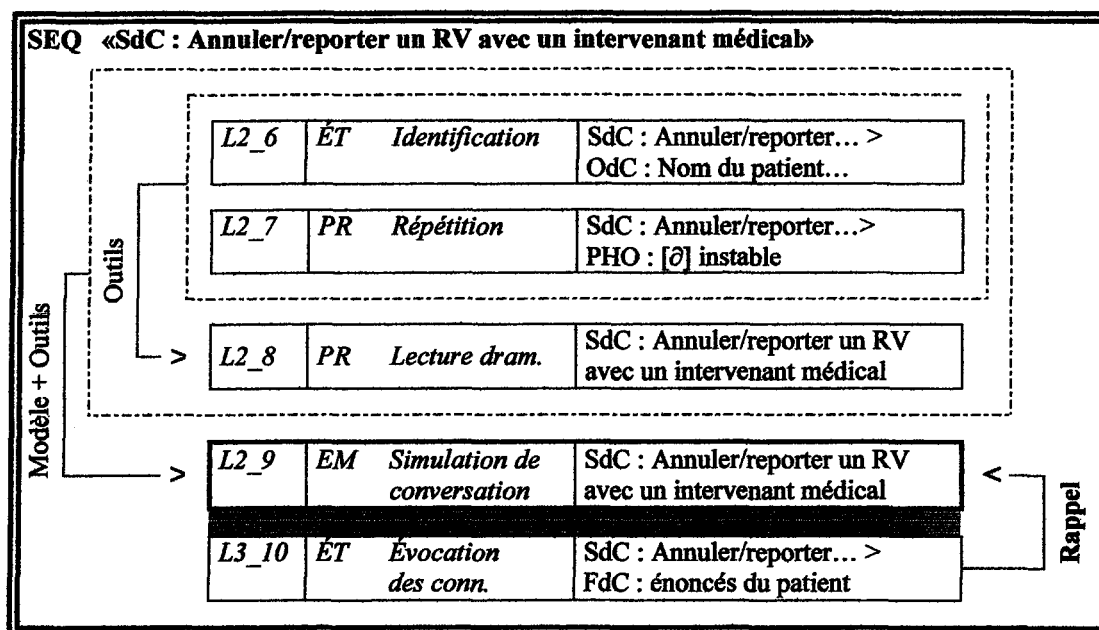 SEQ «SdC : Annuler/reporter un RV avec un intervenant médical»
L2_6 ÉT Identification SdC : Annuler/reporter… >
OdC : Nom du patient…
L2_7 PR Répétition SdC : Annuler/reporter…>
PHO : [∂] instable
Outils
> L2_8 PR Lecture dram. SdC : Annuler/reporter un RV
avec un intervenant médical
Modèle + Outils
> L2_9 EM Simulation de SdC : Annuler/reporter un RV <
conversation avec un intervenant médical
L3_10 ÉT Évocation SdC : Annuler/reporter… >
des conn. FdC : énoncés du patient
Rappel